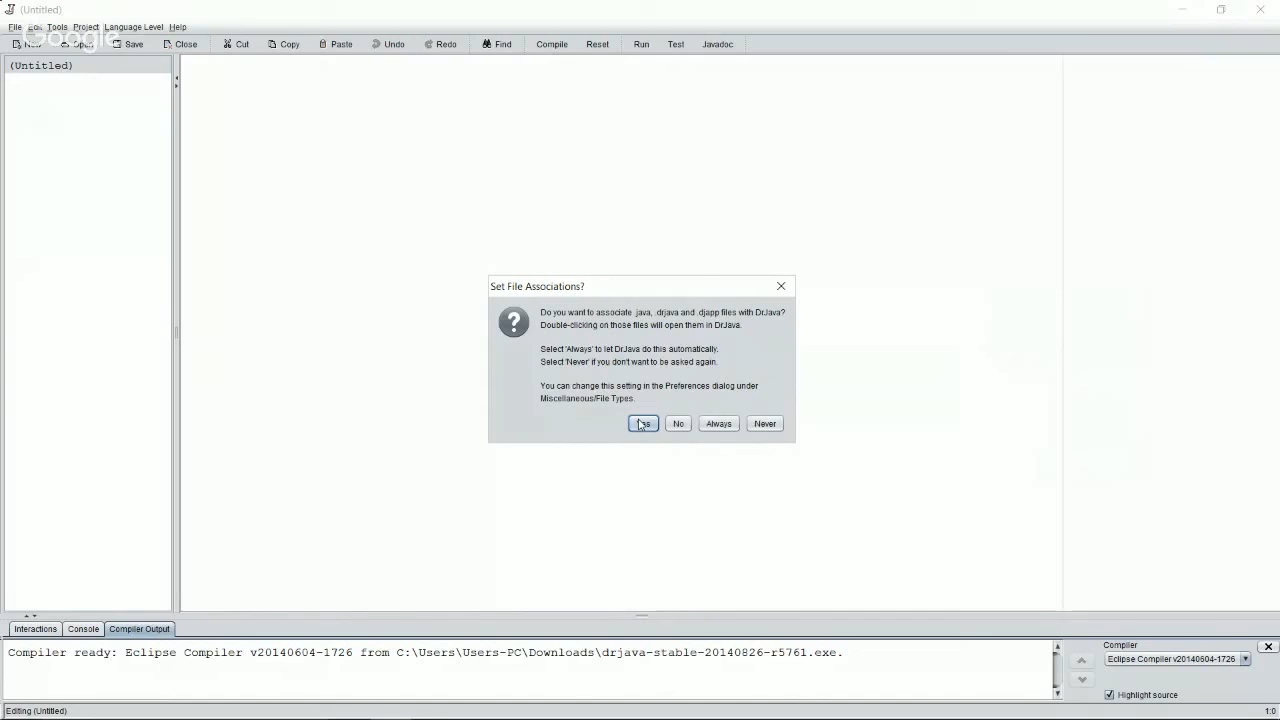 (Untitled)
File Edit Tools Project Language Level Help
Google
Save Close Cut Copy Paste Undo Redo Find Compile Reset Run Test Javadoc
(Untitled)
Set File Associations?
Do you want to associate .java, .drjava and .djapp files with DrJava?
Double-clicking on those files will open them in DrJava.
Select 'Always' to let DrJava do this automatically.
Select 'Never' if you don't want to be asked again.
You can change this setting in the Preferences dialog under
Miscellaneous/File Types.
Yes No Always Never
Interactions Console Compiler Output
Compiler ready: Eclipse Compiler v20140604-1726 from C:\Users\Users-PC\Downloads\drjava-stable-20140826-r5761.exe.
Compiler
Eclipse Compiler v20140604-1726
Highlight source
Editing (Untitled)
1:0